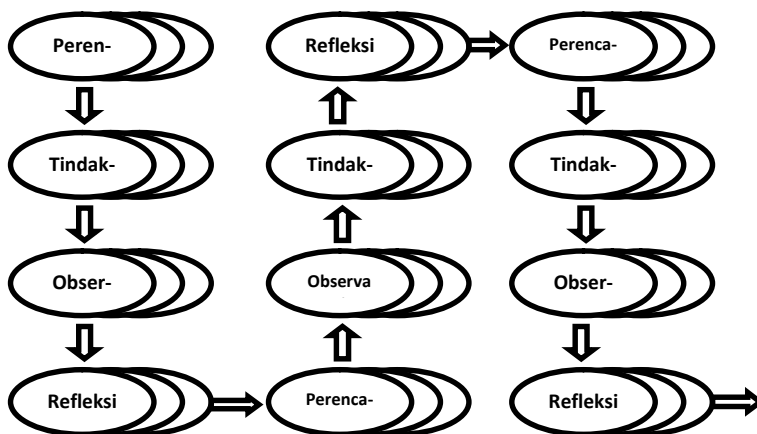 Peren-
Tindak-
Obser-
Refleksi
Refleksi
Tindak-
Observa
Perenca-
Perenca-
Tindak-
Obser-
Refleksi